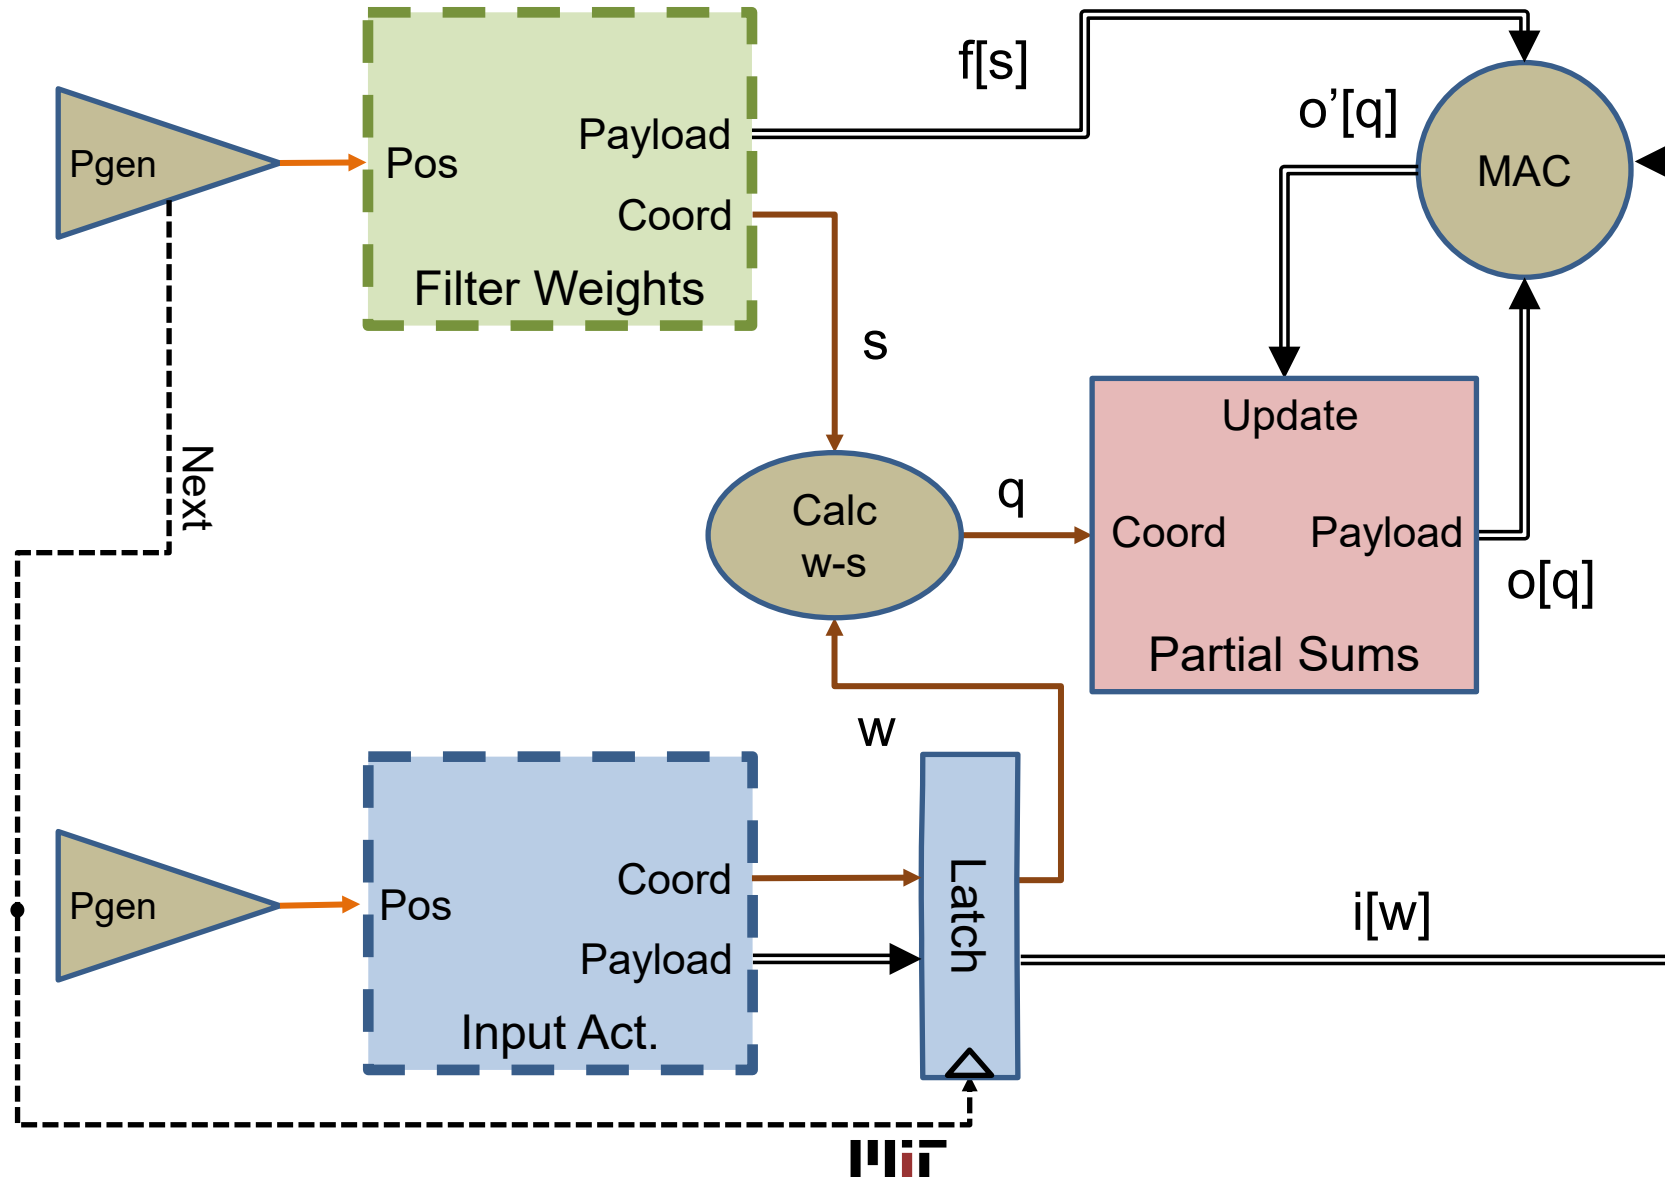 f[s]
o’[q]
Pgen
Pos
Payload
Coord
Filter Weights
MAC
s
Next
Update
Calc
w-s
q
Coord
Payload
o[q]
Partial Sums
w
Pgen
Pos
Coord
Payload
Input Act.
Latch
i[w]
MiT